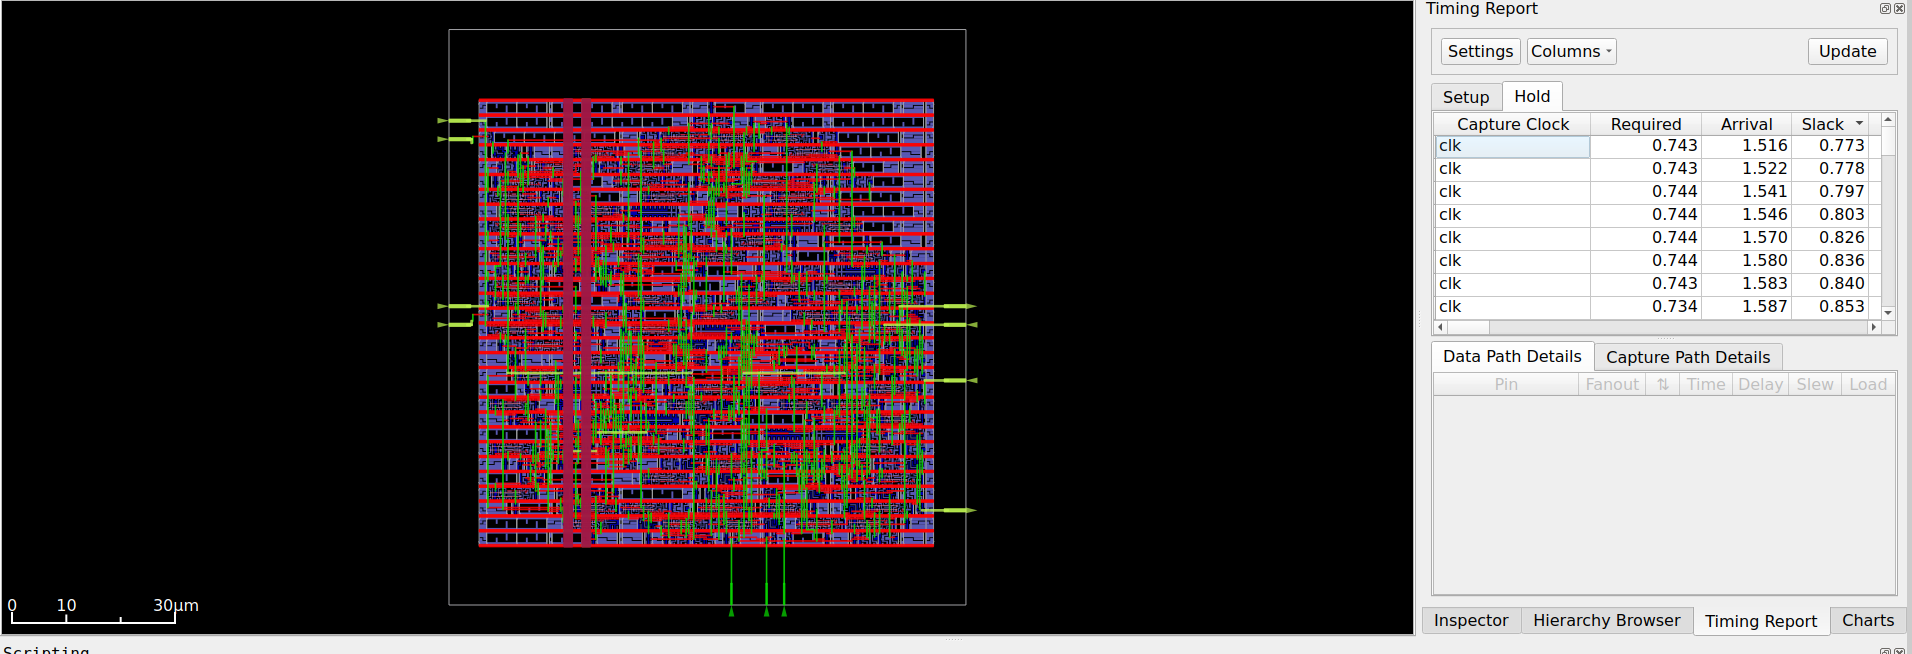 Timing Report
Settings Columns Update
Setup Hold
Capture Clock Required Arrival Slack
clk 0.743 1.516 0.773
clk 0.743 1.522 0.778
clk 0.744 1.541 0.797
clk 0.744 1.546 0.803
clk 0.744 1.570 0.826
clk 0.744 1.580 0.836
clk 0.743 1.583 0.840
clk 0.734 1.587 0.853
Data Path Details Capture Path Details
Pin Fanout ⇅ Time Delay Slew Load
0 10 30μm
Inspector Hierarchy Browser Timing Report Charts
Scripting